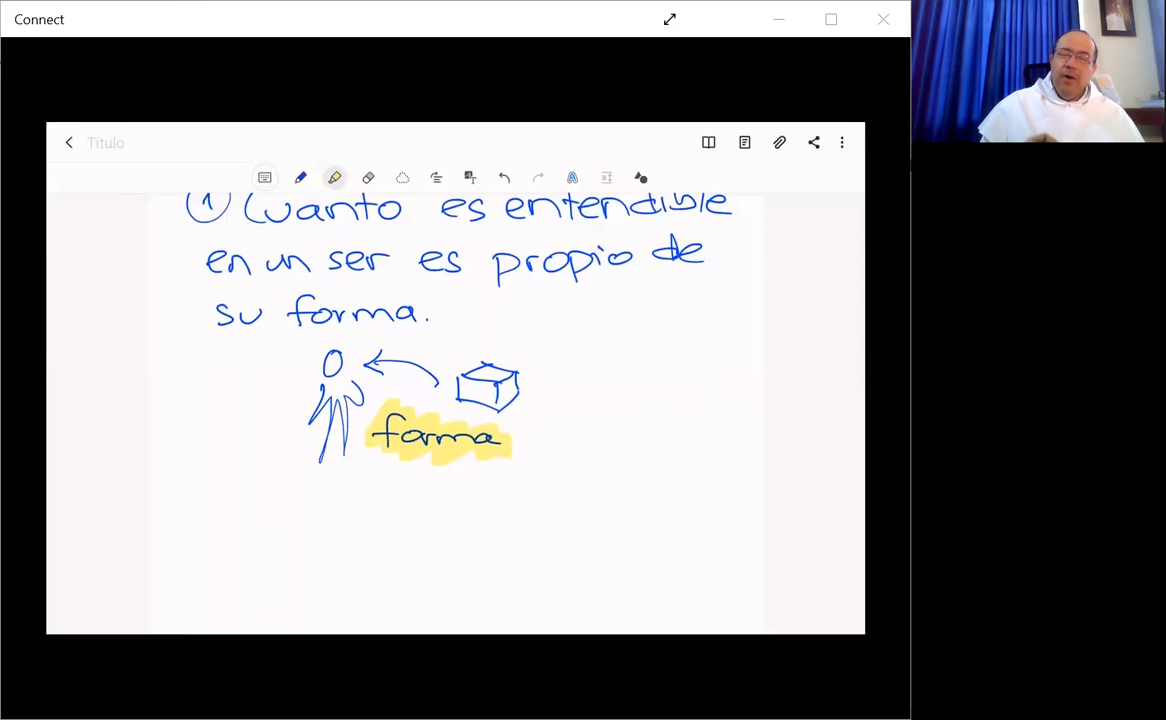 Connect
Título
① Cuanto es entendible
en un ser es propio de
su forma.
forma